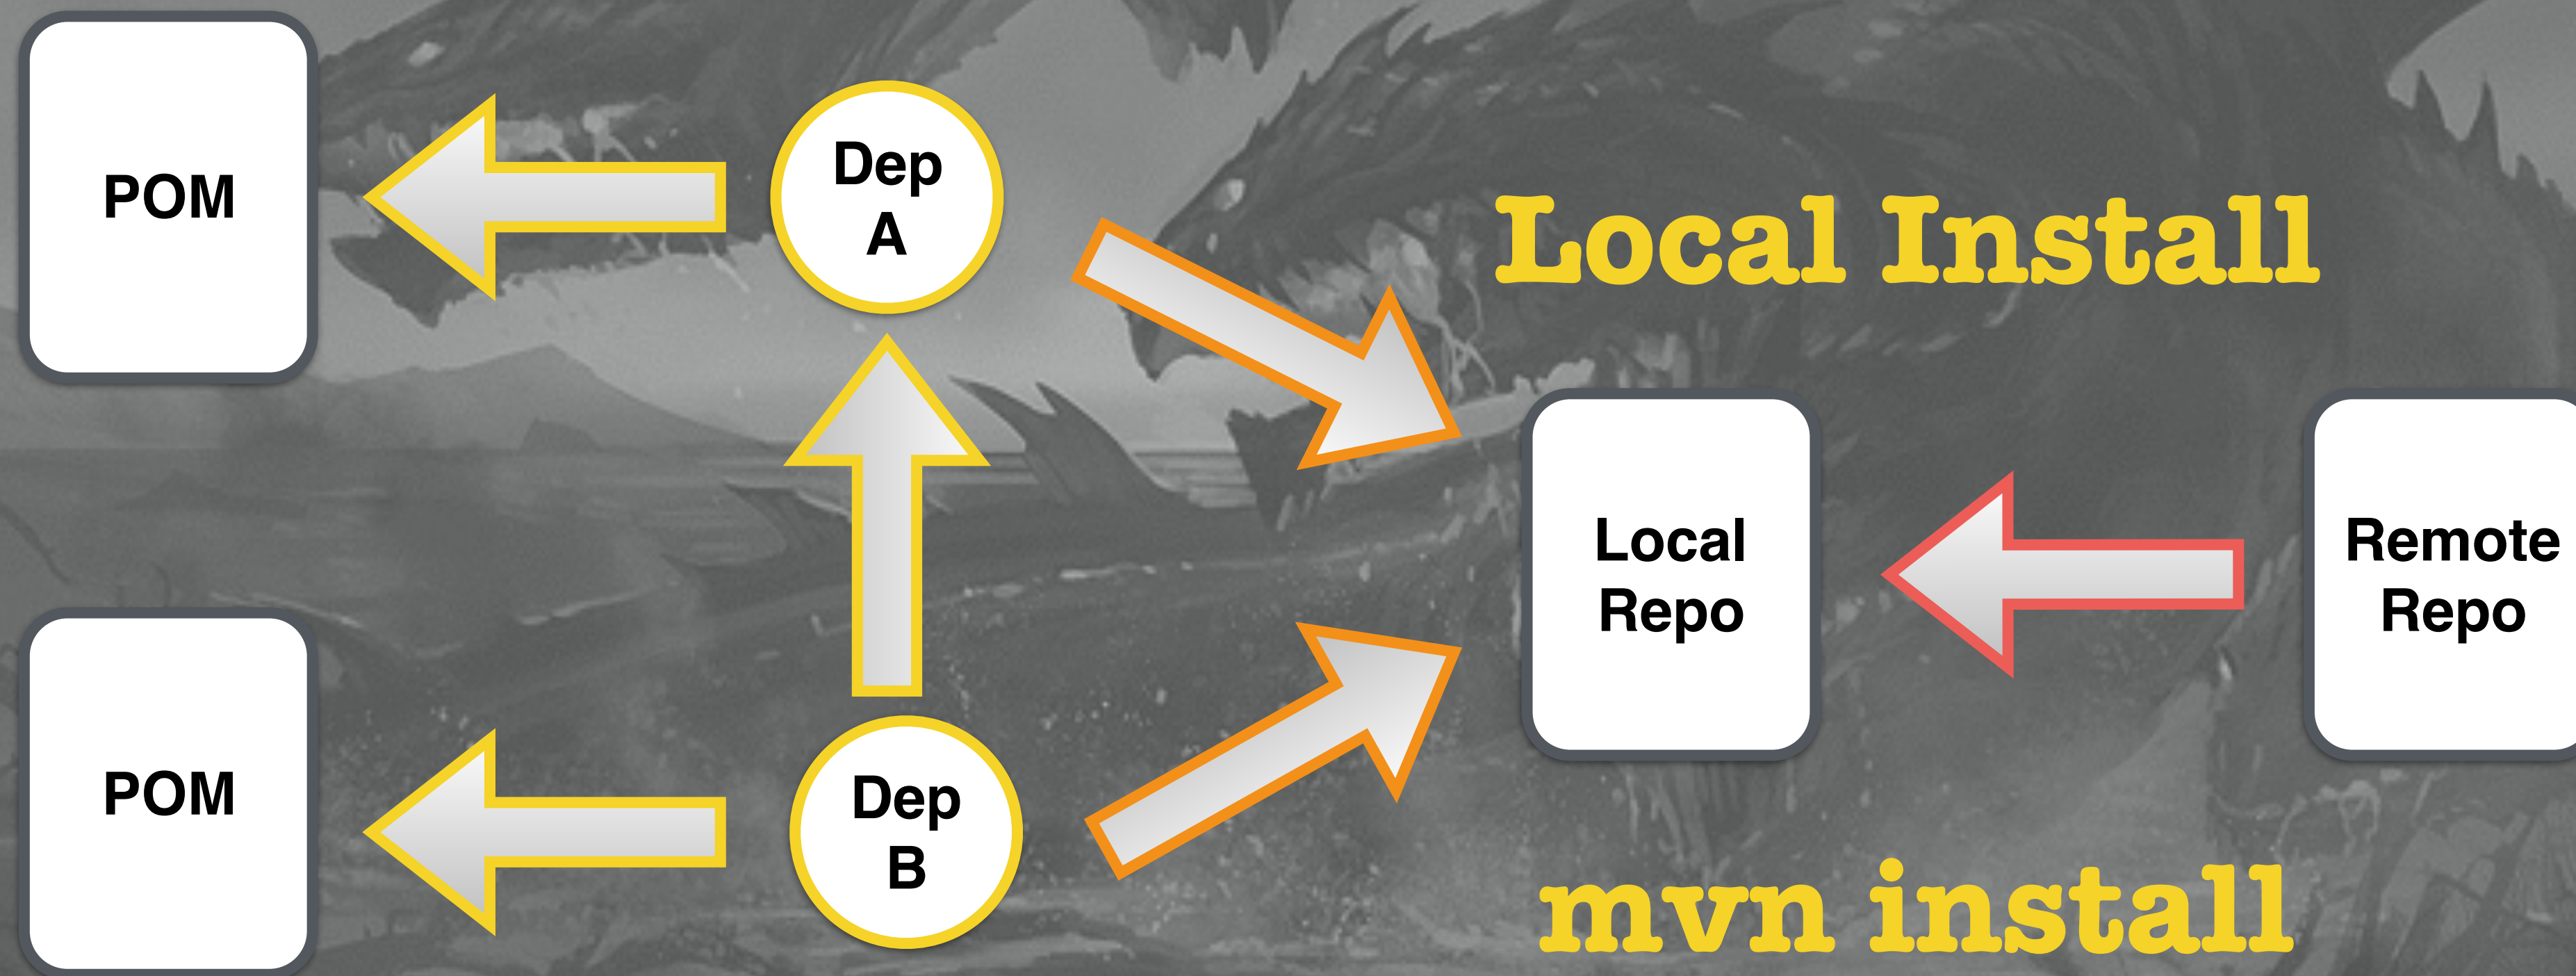 POM
Dep
A
Local Install
Local
Repo
Remote
Repo
POM
Dep
B
mvn install